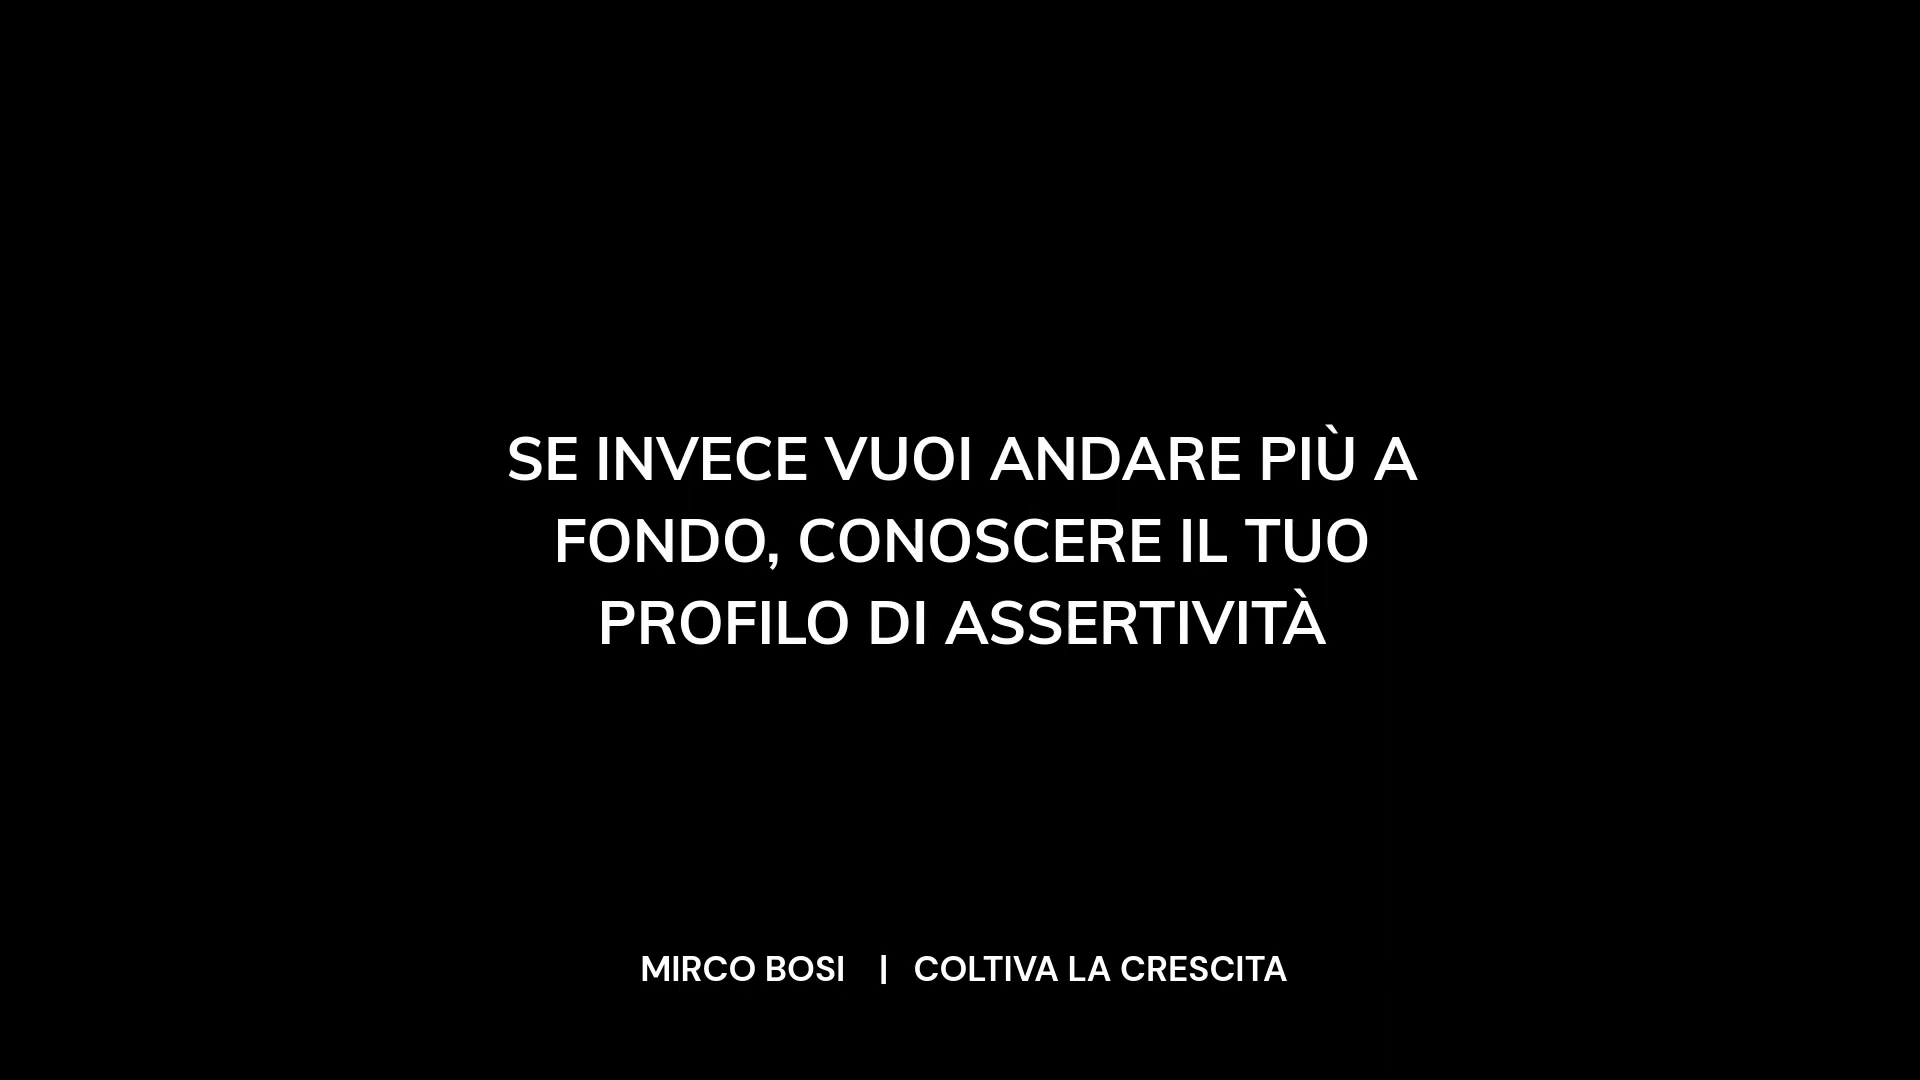 SE INVECE VUOI ANDARE PIÙ A
FONDO, CONOSCERE IL TUO
PROFILO DI ASSERTIVITÀ
MIRCO BOSI | COLTIVA LA CRESCITA